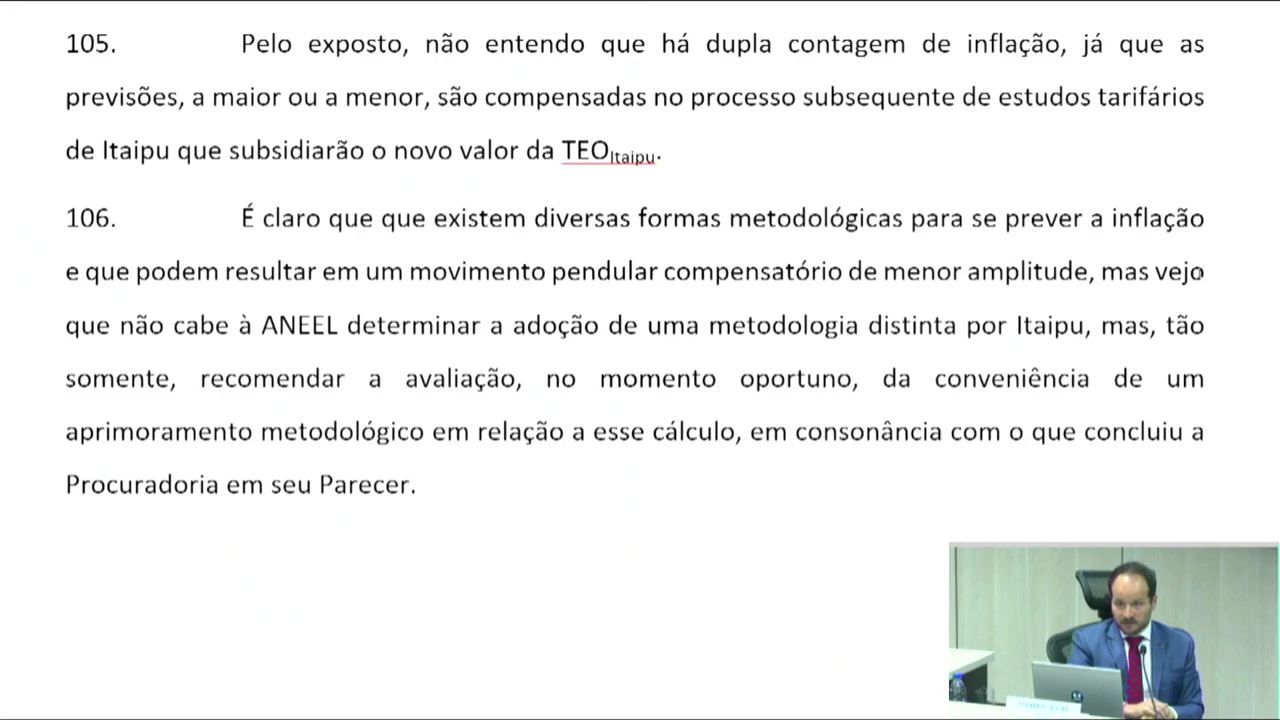 105. Pelo exposto, não entendo que há dupla contagem de inflação, já que as
previsões, a maior ou a menor, são compensadas no processo subsequente de estudos tarifários
de Itaipu que subsidiarão o novo valor da TEOItaipu.
106. É claro que que existem diversas formas metodológicas para se prever a inflação
e que podem resultar em um movimento pendular compensatório de menor amplitude, mas vejo
que não cabe à ANEEL determinar a adoção de uma metodologia distinta por Itaipu, mas, tão
somente, recomendar a avaliação, no momento oportuno, da conveniência de um
aprimoramento metodológico em relação a esse cálculo, em consonância com o que concluiu a
Procuradoria em seu Parecer.